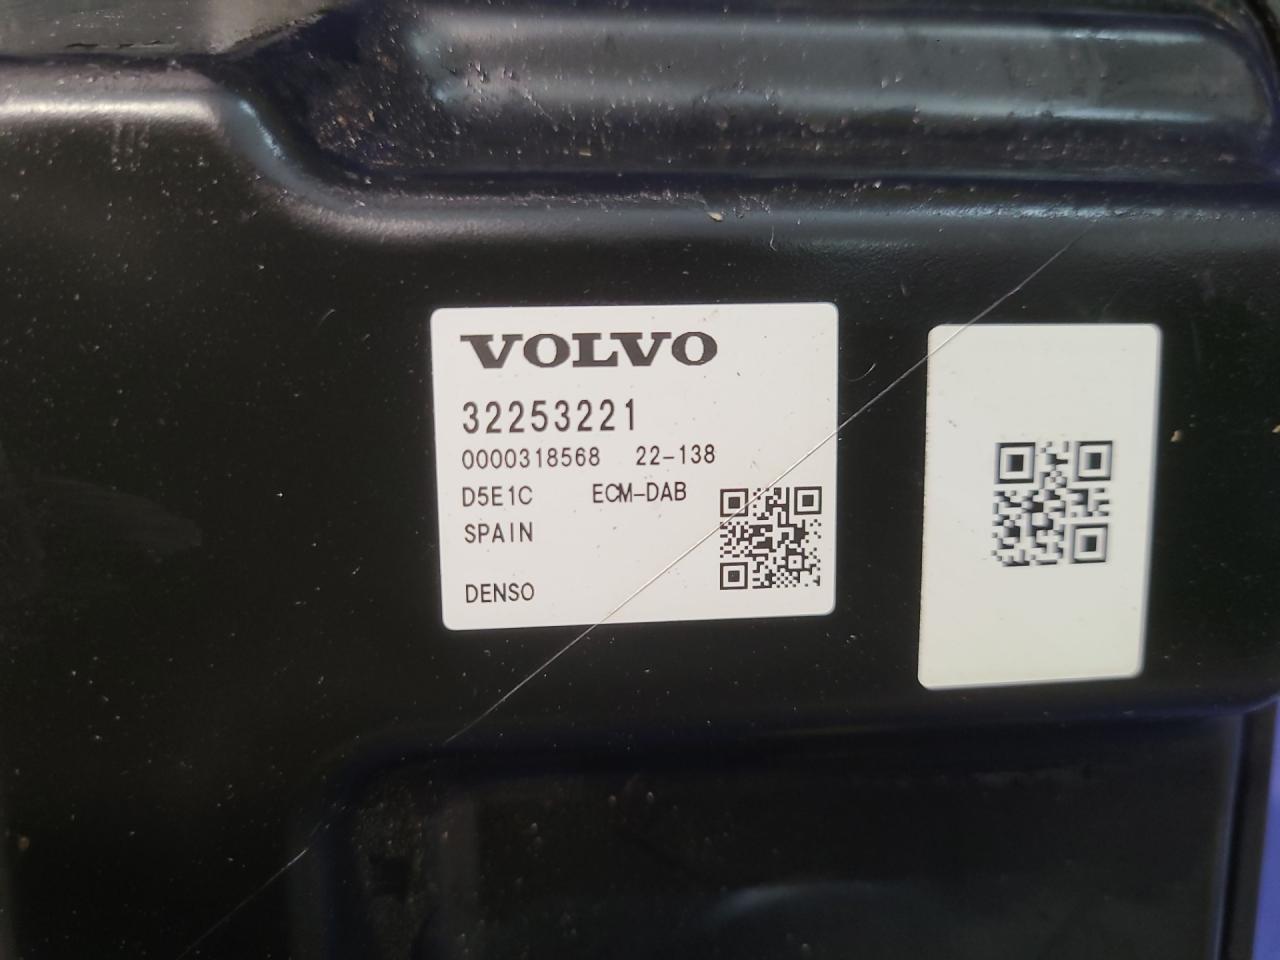 VOLVO
32253221
0000318568 22-138
D5E1C ECM-DAB
SPAIN
DENSO